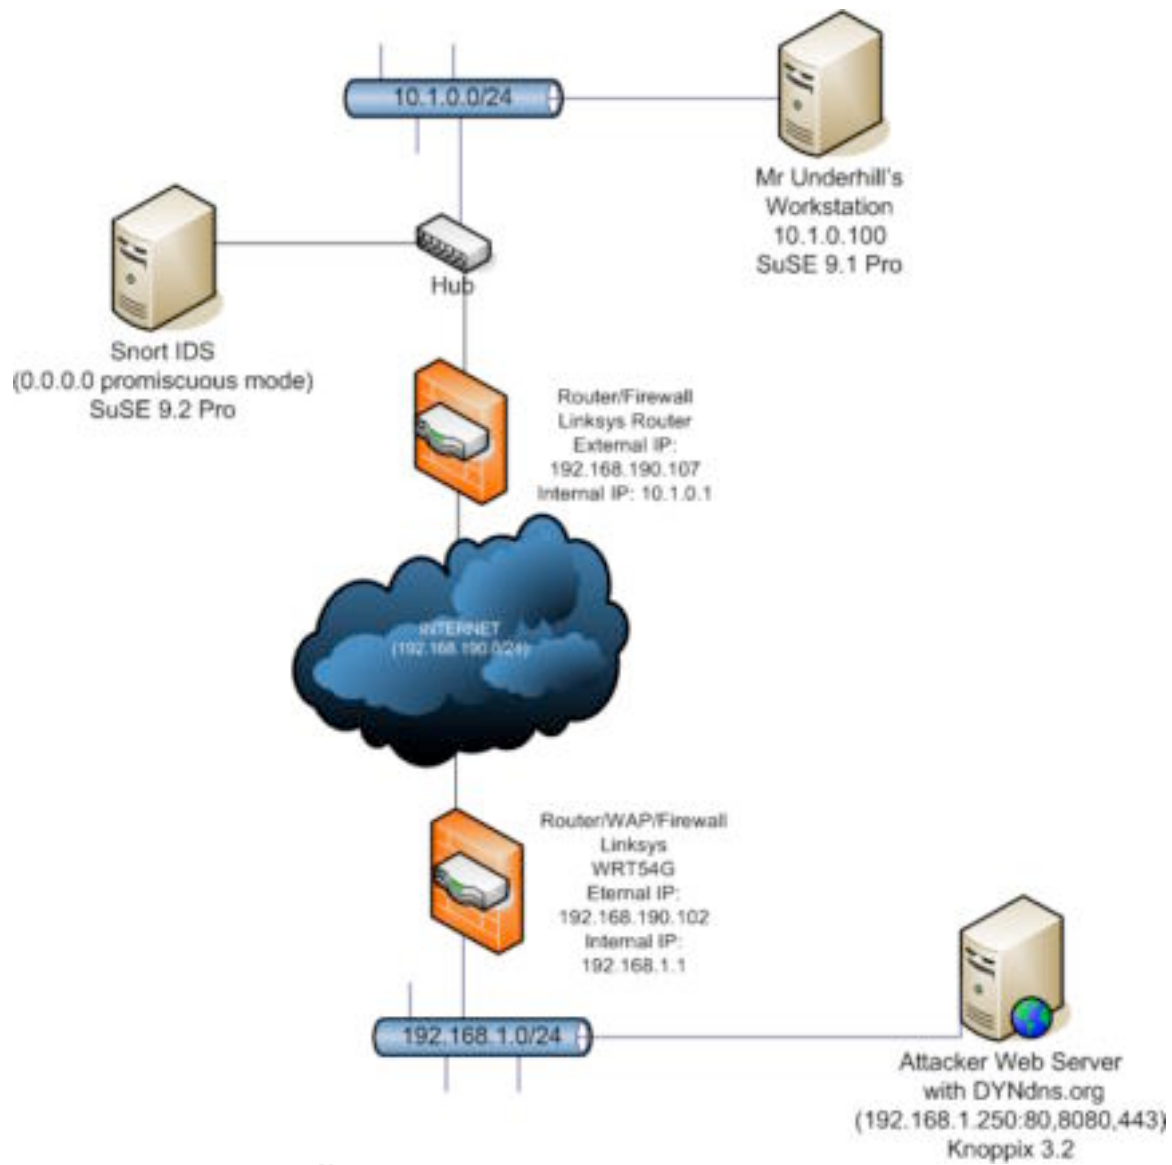 10.1.0.0/24
Mr Underhill's
Workstation
10.1.0.100
SuSE 9.1 Pro
Hub
Snort IDS
(0.0.0.0 promiscuous mode)
SuSE 9.2 Pro
Router/Firewall
Linksys Router
External IP:
192.168.190.107
Internal IP: 10.1.0.1
INTERNET
(192.168.190.0/24)
Router/WAP/Firewall
Linksys
WRT54G
Eternal IP:
192.168.190.102
Internal IP:
192.168.1.1
192.168.1.0/24
Attacker Web Server
with DYNdns.org
(192.168.1.250:80,8080,443)
Knoppix 3.2